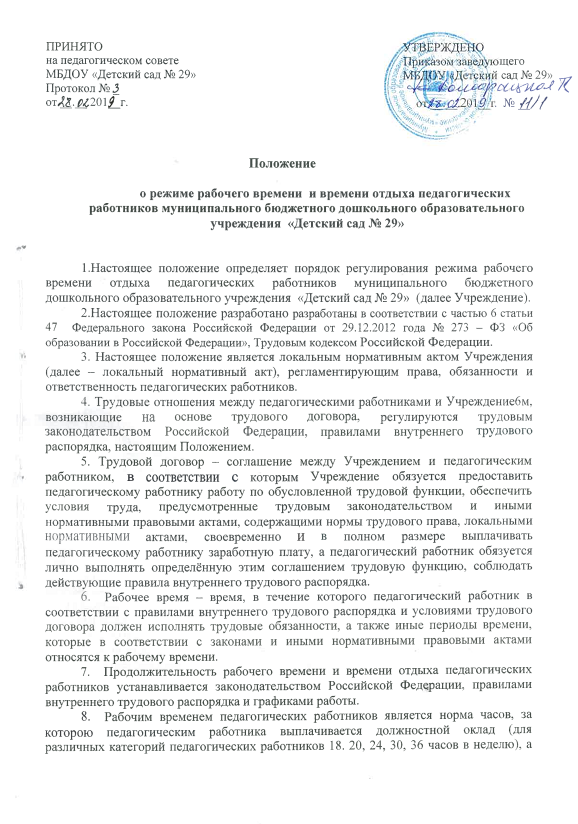 ПРИНЯТО
на педагогическом совете
МБДОУ «Детский сад № 29»
Протокол № 3
от 28.02.2019 г.
УТВЕРЖДЕНО
Приказом заведующего
МБДОУ «Детский сад № 29»
от 2019 г. № 11/1
Положение
о режиме рабочего времени и времени отдыха педагогических
работников муниципального бюджетного дошкольного образовательного
учреждения «Детский сад № 29»
1.Настоящее положение определяет порядок регулирования режима рабочего
времени отдыха педагогических работников муниципального бюджетного
дошкольного образовательного учреждения «Детский сад № 29» (далее Учреждение).
2.Настоящее положение разработано разработаны в соответствии с частью 6 статьи
47 Федерального закона Российской Федерации от 29.12.2012 года № 273 – ФЗ «Об
образовании в Российской Федерации», Трудовым кодексом Российской Федерации.
3. Настоящее положение является локальным нормативным актом Учреждения
(далее – локальный нормативный акт), регламентирующим права, обязанности и
ответственность педагогических работников.
4. Трудовые отношения между педагогическими работниками и Учреждениебм,
возникающие на основе трудового договора, регулируются трудовым
законодательством Российской Федерации, правилами внутреннего трудового
распорядка, настоящим Положением.
5. Трудовой договор – соглашение между Учреждением и педагогическим
работником, в соответствии с которым Учреждение обязуется предоставить
педагогическому работнику работу по обусловленной трудовой функции, обеспечить
условия труда, предусмотренные трудовым законодательством и иными
нормативными правовыми актами, содержащими нормы трудового права, локальными
нормативными актами, своевременно и в полном размере выплачивать
педагогическому работнику заработную плату, а педагогический работник обязуется
лично выполнять определённую этим соглашением трудовую функцию, соблюдать
действующие правила внутреннего трудового распорядка.
6. Рабочее время – время, в течение которого педагогический работник в
соответствии с правилами внутреннего трудового распорядка и условиями трудового
договора должен исполнять трудовые обязанности, а также иные периоды времени,
которые в соответствии с законами и иными нормативными правовыми актами
относятся к рабочему времени.
7. Продолжительность рабочего времени и времени отдыха педагогических
работников устанавливается законодательством Российской Федерации, правилами
внутреннего трудового распорядка и графиками работы.
8. Рабочим временем педагогических работников является норма часов, за
которою педагогическим работника выплачивается должностной оклад (для
различных категорий педагогических работников 18. 20, 24, 30, 36 часов в неделю), а